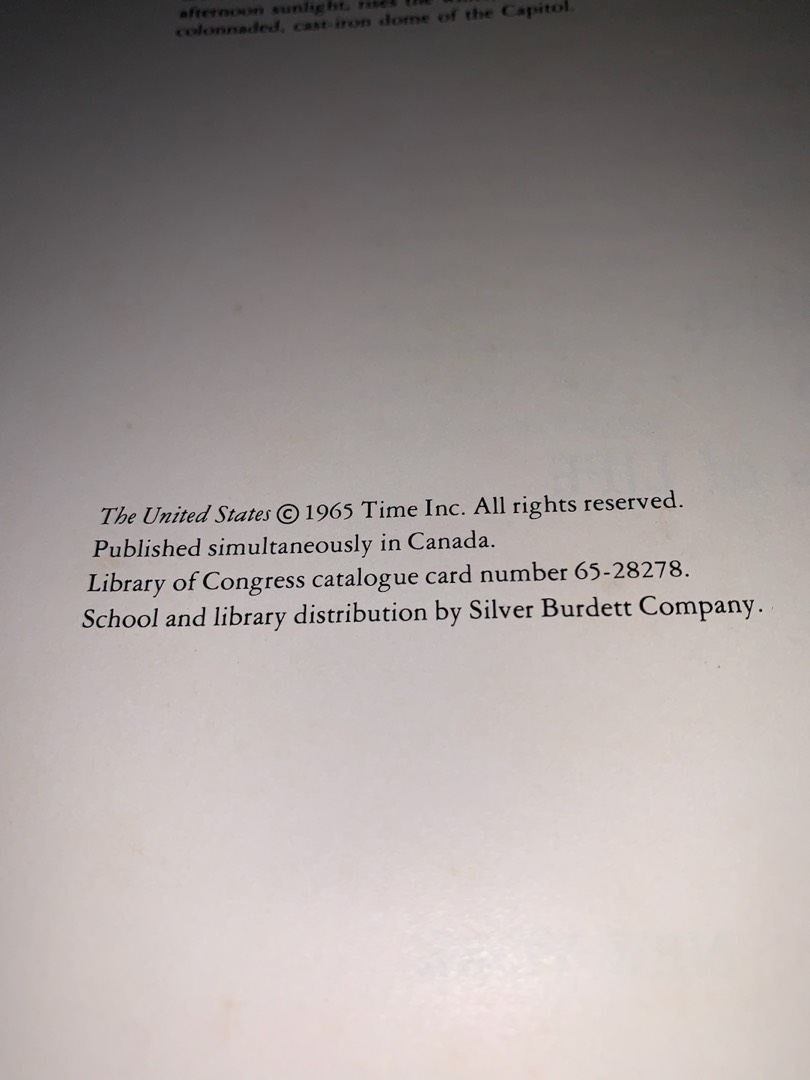 afternoon sunlight, rises the
colonnaded, cast-iron dome of the Capitol.
The United States © 1965 Time Inc. All rights reserved.
Published simultaneously in Canada.
Library of Congress catalogue card number 65-28278.
School and library distribution by Silver Burdett Company.